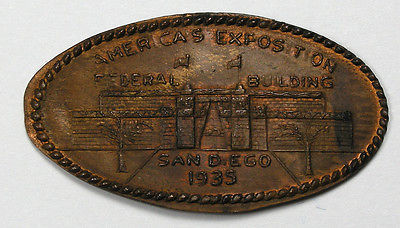 AMERICA'S EXPOSITION
FEDERAL BUILDING
SAN DIEGO
1935